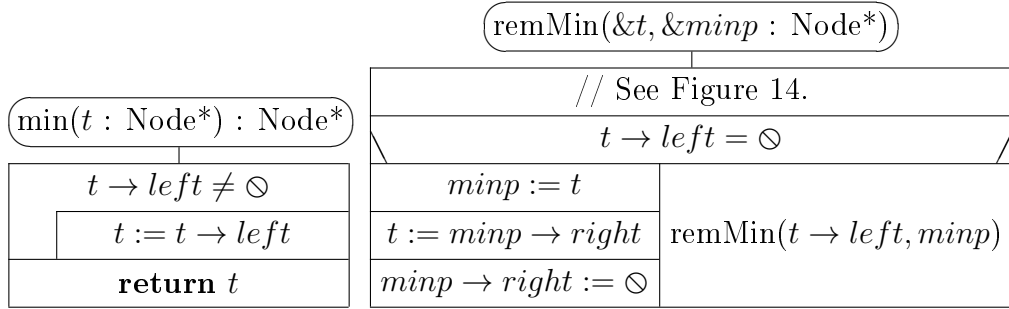 min(t : Node*) : Node*
t → left ≠ ⦸
t := t → left
return t
remMin(&t, &minp : Node*)
// See Figure 14.
t → left = ⦸
minp := t
t := minp → right
minp → right := ⦸
remMin(t → left, minp)